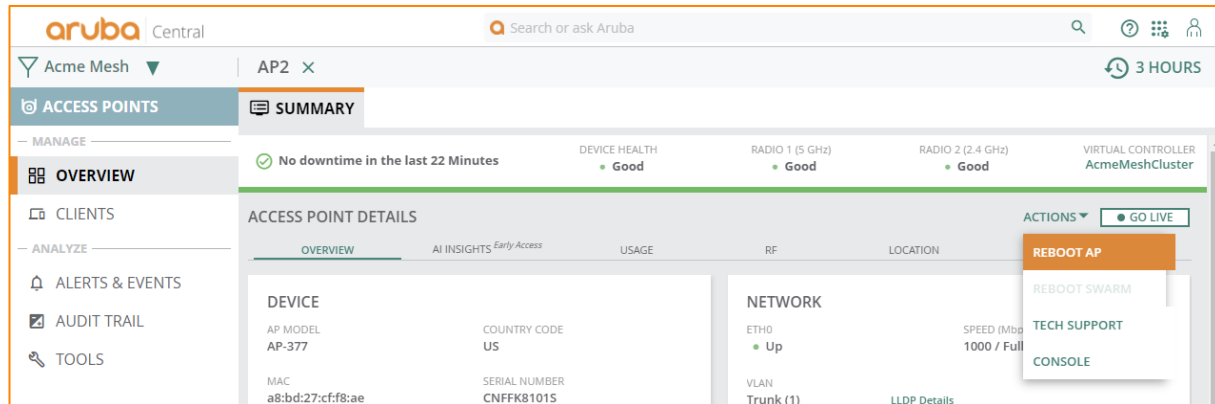 aruba Central
Search or ask Aruba
Acme Mesh
AP2
3 HOURS
ACCESS POINTS
SUMMARY
MANAGE
OVERVIEW
CLIENTS
ANALYZE
ALERTS & EVENTS
AUDIT TRAIL
TOOLS
No downtime in the last 22 Minutes
DEVICE HEALTH
Good
RADIO 1 (5 GHz)
Good
RADIO 2 (2.4 GHz)
Good
VIRTUAL CONTROLLER
AcmeMeshCluster
ACCESS POINT DETAILS
ACTIONS
GO LIVE
OVERVIEW
AI INSIGHTS Early Access
USAGE
RF
LOCATION
REBOOT AP
REBOOT SWARM
TECH SUPPORT
CONSOLE
DEVICE
AP MODEL
AP-377
COUNTRY CODE
US
MAC
a8:bd:27:cf:f8:ae
SERIAL NUMBER
CNFFK8101S
NETWORK
ETH0
Up
SPEED (Mbp
1000 / Full
VLAN
Trunk (1)
LLDP Details